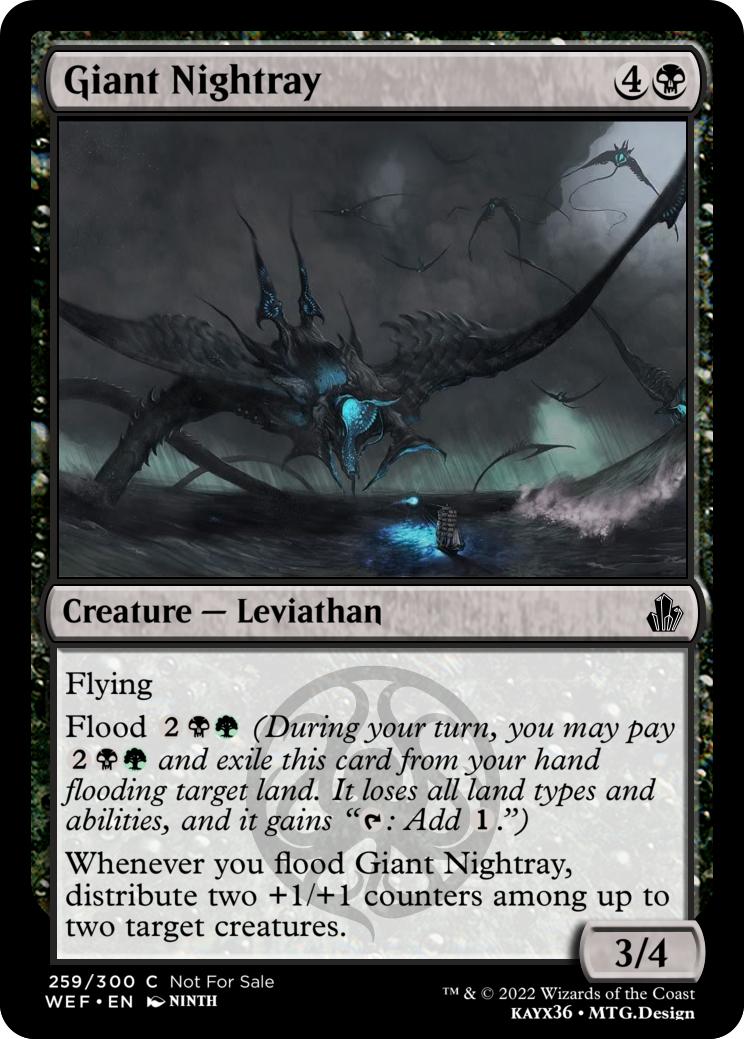 Giant Nightray 4
Creature — Leviathan
Flying
Flood 2 (During your turn, you may pay
2 and exile this card from your hand
flooding target land. It loses all land types and
abilities, and it gains “: Add 1.”)
Whenever you flood Giant Nightray,
distribute two +1/+1 counters among up to
two target creatures.
3/4
259/300 C Not For Sale
WEF • EN NINTH
™ & © 2022 Wizards of the Coast
KAYX36 • MTG.Design